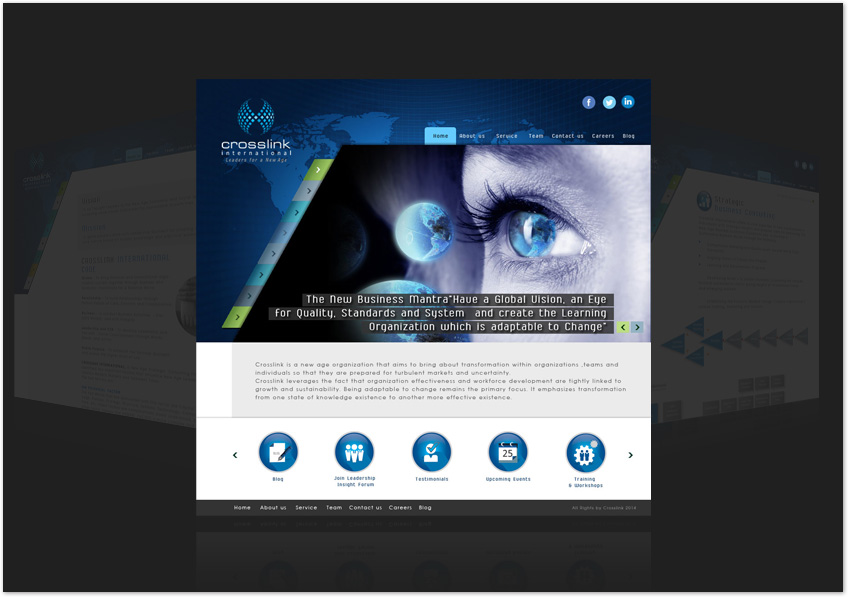 crosslink
international
Leaders for a New Age
Home About us Service Team Contact us Careers Blog
The New Business Mantra"Have a Global Vision, an Eye
for Quality, Standards and System and create the Learning
Organization which is adaptable to Change"
Crosslink is a new age organization that aims to bring about transformation within organizations ,teams and
individuals so that they are prepared for turbulent markets and uncertainty.
Crosslink leverages the fact that organization effectiveness and workforce development are tightly linked to
growth and sustainability. Being adaptable to change remains the primary focus. It emphasizes transformation
from one state of knowledge existence to another more effective existence.
25
Blog
Join Leadership
Insight Forum
Testimonials
Upcoming Events
Training
& Workshops
Home About us Service Team Contact us Careers Blog
All Rights by Crosslink 2014